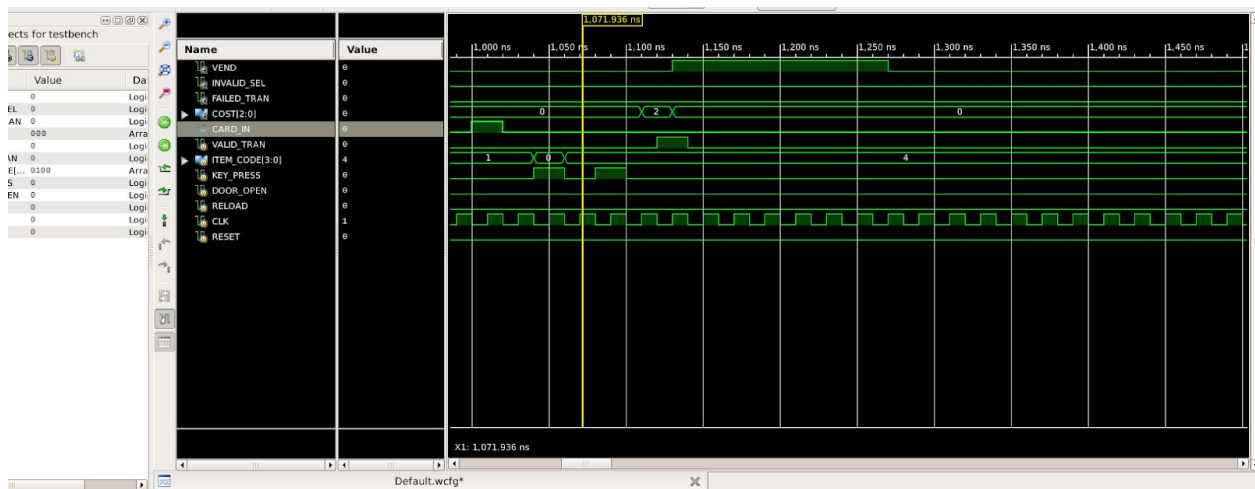 ects for testbench
Value Da
0 Logi
EL 0 Logi
AN 0 Logi
000 Arra
0 Logi
AN 0 Logi
E[... 0100 Arra
S 0 Logi
EN 0 Logi
0 Logi
0 Logi
0 Logi
Name Value
VEND 0
INVALID_SEL 0
FAILED_TRAN 0
COST[2:0] 0
CARD_IN 0
VALID_TRAN 0
ITEM_CODE[3:0] 4
KEY_PRESS 0
DOOR_OPEN 0
RELOAD 0
CLK 1
RESET 0
1,071.936 ns
1,000 ns 1,050 ns 1,100 ns 1,150 ns 1,200 ns 1,250 ns 1,300 ns 1,350 ns 1,400 ns 1,450 ns
0 2 0
1 0 4
X1: 1,071.936 ns
Default.wcfg*